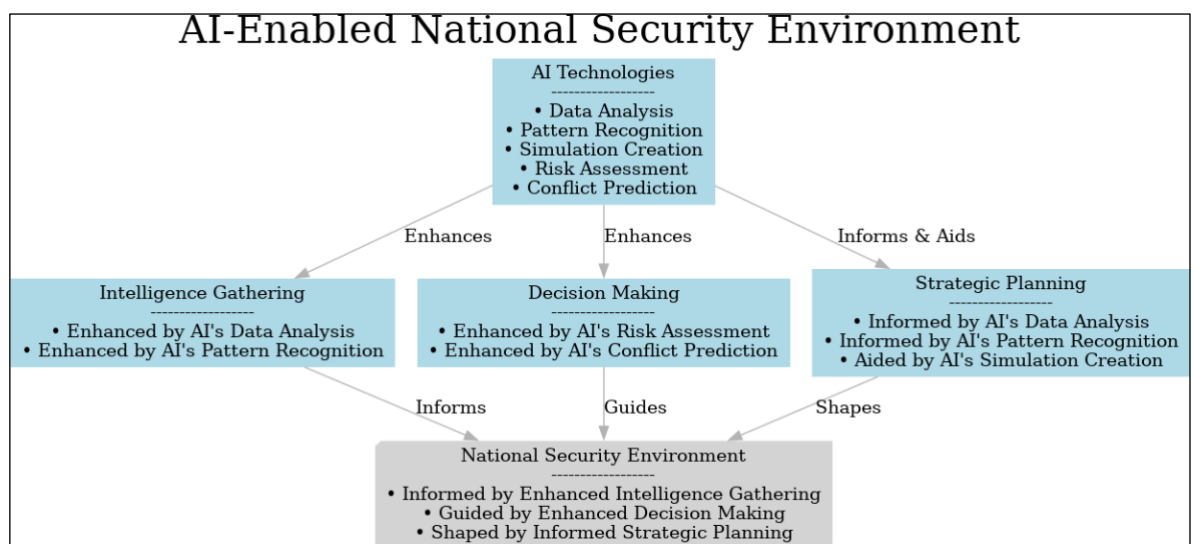 AI-Enabled National Security Environment
AI Technologies
-------------------
• Data Analysis
• Pattern Recognition
• Simulation Creation
• Risk Assessment
• Conflict Prediction
Enhances
Enhances
Informs & Aids
Intelligence Gathering
-------------------
• Enhanced by AI's Data Analysis
• Enhanced by AI's Pattern Recognition
Decision Making
-------------------
• Enhanced by AI's Risk Assessment
• Enhanced by AI's Conflict Prediction
Strategic Planning
-------------------
• Informed by AI's Data Analysis
• Informed by AI's Pattern Recognition
• Aided by AI's Simulation Creation
Informs
Guides
Shapes
National Security Environment
-------------------
• Informed by Enhanced Intelligence Gathering
• Guided by Enhanced Decision Making
• Shaped by Informed Strategic Planning